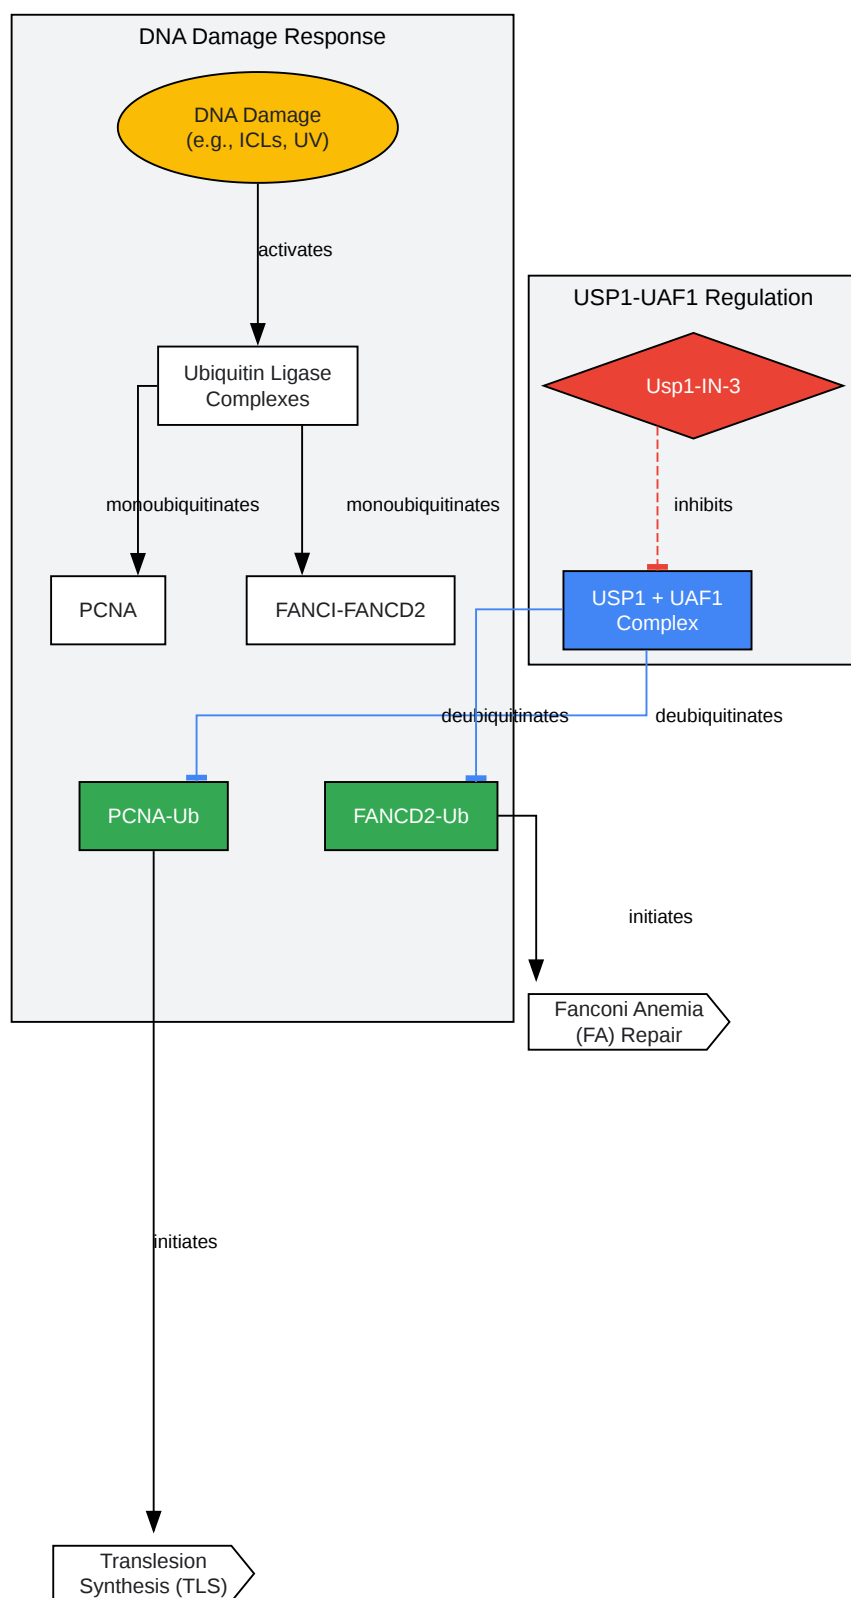 DNA Damage Response
DNA Damage
(e.g., ICLs, UV)
activates
USP1-UAF1 Regulation
Ubiquitin Ligase
Complexes
Usp1-IN-3
monoubiquitinates
monoubiquitinates
inhibits
PCNA
FANCI-FANCD2
USP1 + UAF1
Complex
deubiquitinates
deubiquitinates
PCNA-Ub
FANCD2-Ub
initiates
Fanconi Anemia
(FA) Repair
initiates
Translesion
Synthesis (TLS)